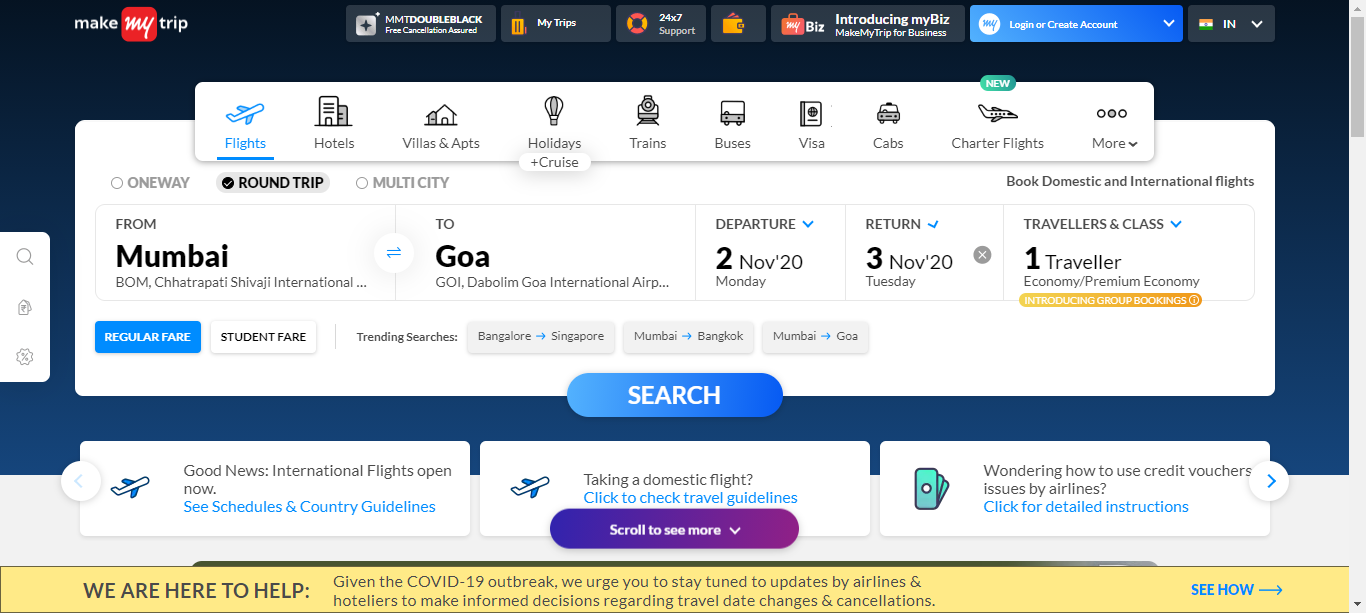 make my trip
MMTDOUBLEBLACK
Free Cancellation Assured
My Trips
24x7
Support
my Biz
Introducing myBiz
MakeMyTrip for Business
my
Login or Create Account
IN
NEW
Flights
Hotels
Villas & Apts
Holidays
+Cruise
Trains
Buses
Visa
Cabs
Charter Flights
More
ONEWAY
ROUND TRIP
MULTI CITY
Book Domestic and International flights
FROM
Mumbai
BOM, Chhatrapati Shivaji International ...
TO
Goa
GOI, Dabolim Goa International Airp...
DEPARTURE
2 Nov'20
Monday
RETURN
3 Nov'20
Tuesday
TRAVELLERS & CLASS
1 Traveller
Economy/Premium Economy
INTRODUCING GROUP BOOKINGS
REGULAR FARE
STUDENT FARE
Trending Searches:
Bangalore → Singapore
Mumbai → Bangkok
Mumbai → Goa
SEARCH
Good News: International Flights open
now.
See Schedules & Country Guidelines
Taking a domestic flight?
Click to check travel guidelines
Wondering how to use credit vouchers
issues by airlines?
Click for detailed instructions
Scroll to see more
WE ARE HERE TO HELP:
Given the COVID-19 outbreak, we urge you to stay tuned to updates by airlines &
hoteliers to make informed decisions regarding travel date changes & cancellations.
SEE HOW